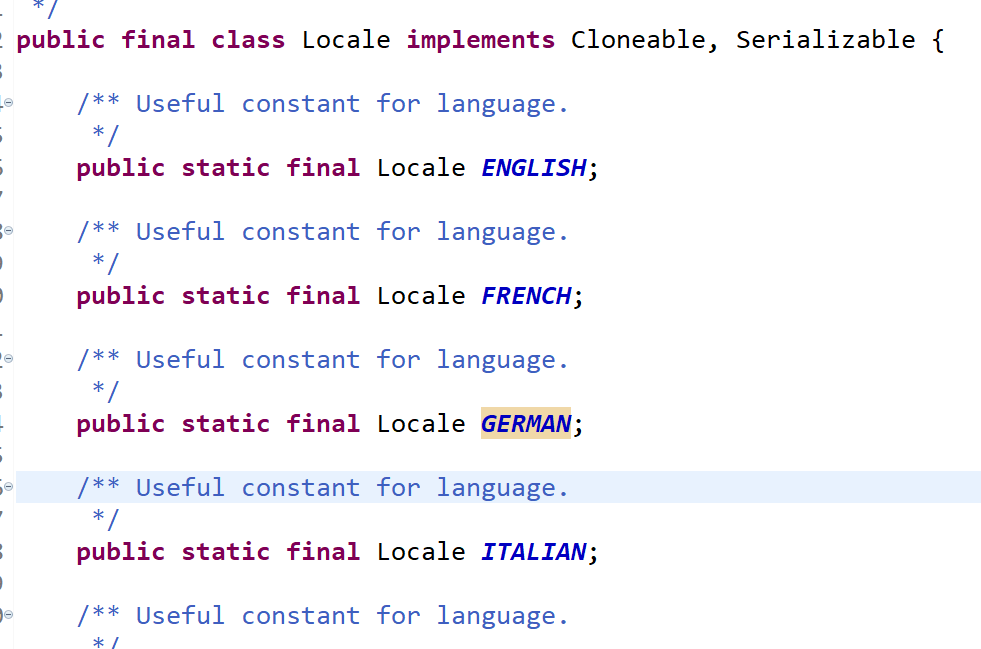 */
public final class Locale implements Cloneable, Serializable {
/** Useful constant for language.
*/
public static final Locale ENGLISH;
/** Useful constant for language.
*/
public static final Locale FRENCH;
/** Useful constant for language.
*/
public static final Locale GERMAN;
/** Useful constant for language.
*/
public static final Locale ITALIAN;
/** Useful constant for language.
*/